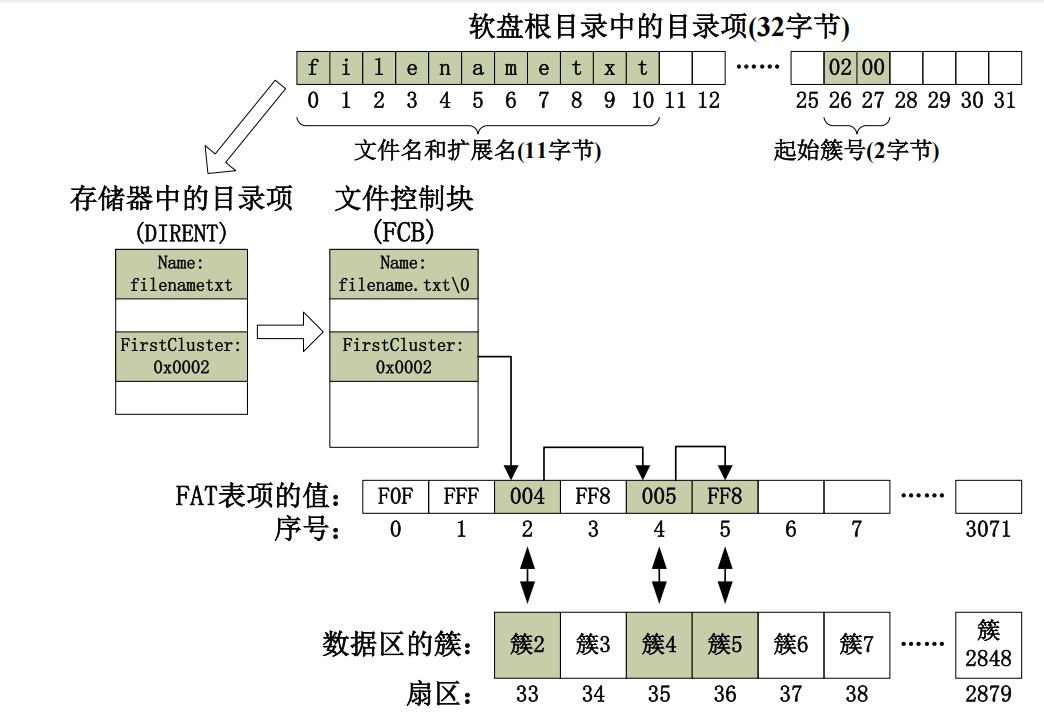 软盘根目录中的目录项(32字节)
f i l e n a m e t x t …… 02 00
0 1 2 3 4 5 6 7 8 9 10 11 12 25 26 27 28 29 30 31
文件名和扩展名(11字节) 起始簇号(2字节)
存储器中的目录项 文件控制块
(DIRENT) (FCB)
Name: Name:
filenametxt filename.txt\0
FirstCluster: FirstCluster:
0x0002 0x0002
FAT表项的值: F0F FFF 004 FF8 005 FF8 ……
序号: 0 1 2 3 4 5 6 7 3071
数据区的簇: 簇2 簇3 簇4 簇5 簇6 簇7 …… 簇
2848
扇区: 33 34 35 36 37 38 2879